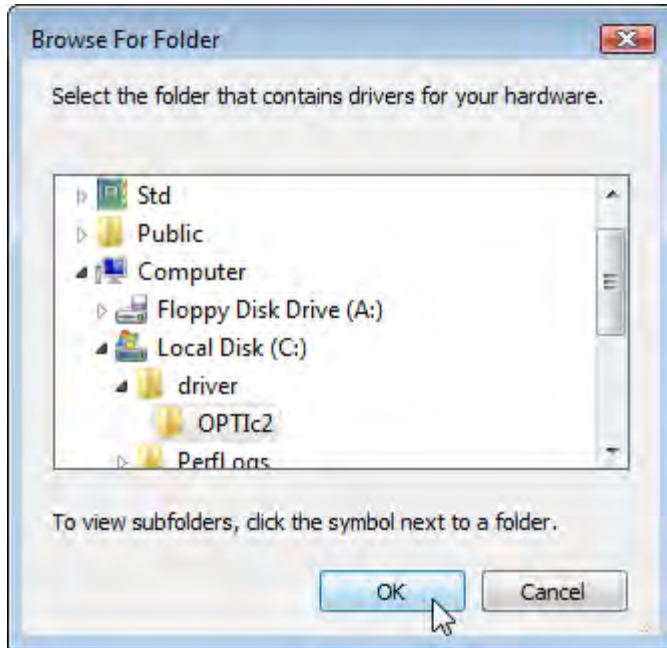 Browse For Folder
Select the folder that contains drivers for your hardware.
Std
Public
Computer
Floppy Disk Drive (A:)
Local Disk (C:)
driver
OPTIc2
PerfLogs
To view subfolders, click the symbol next to a folder.
OK Cancel